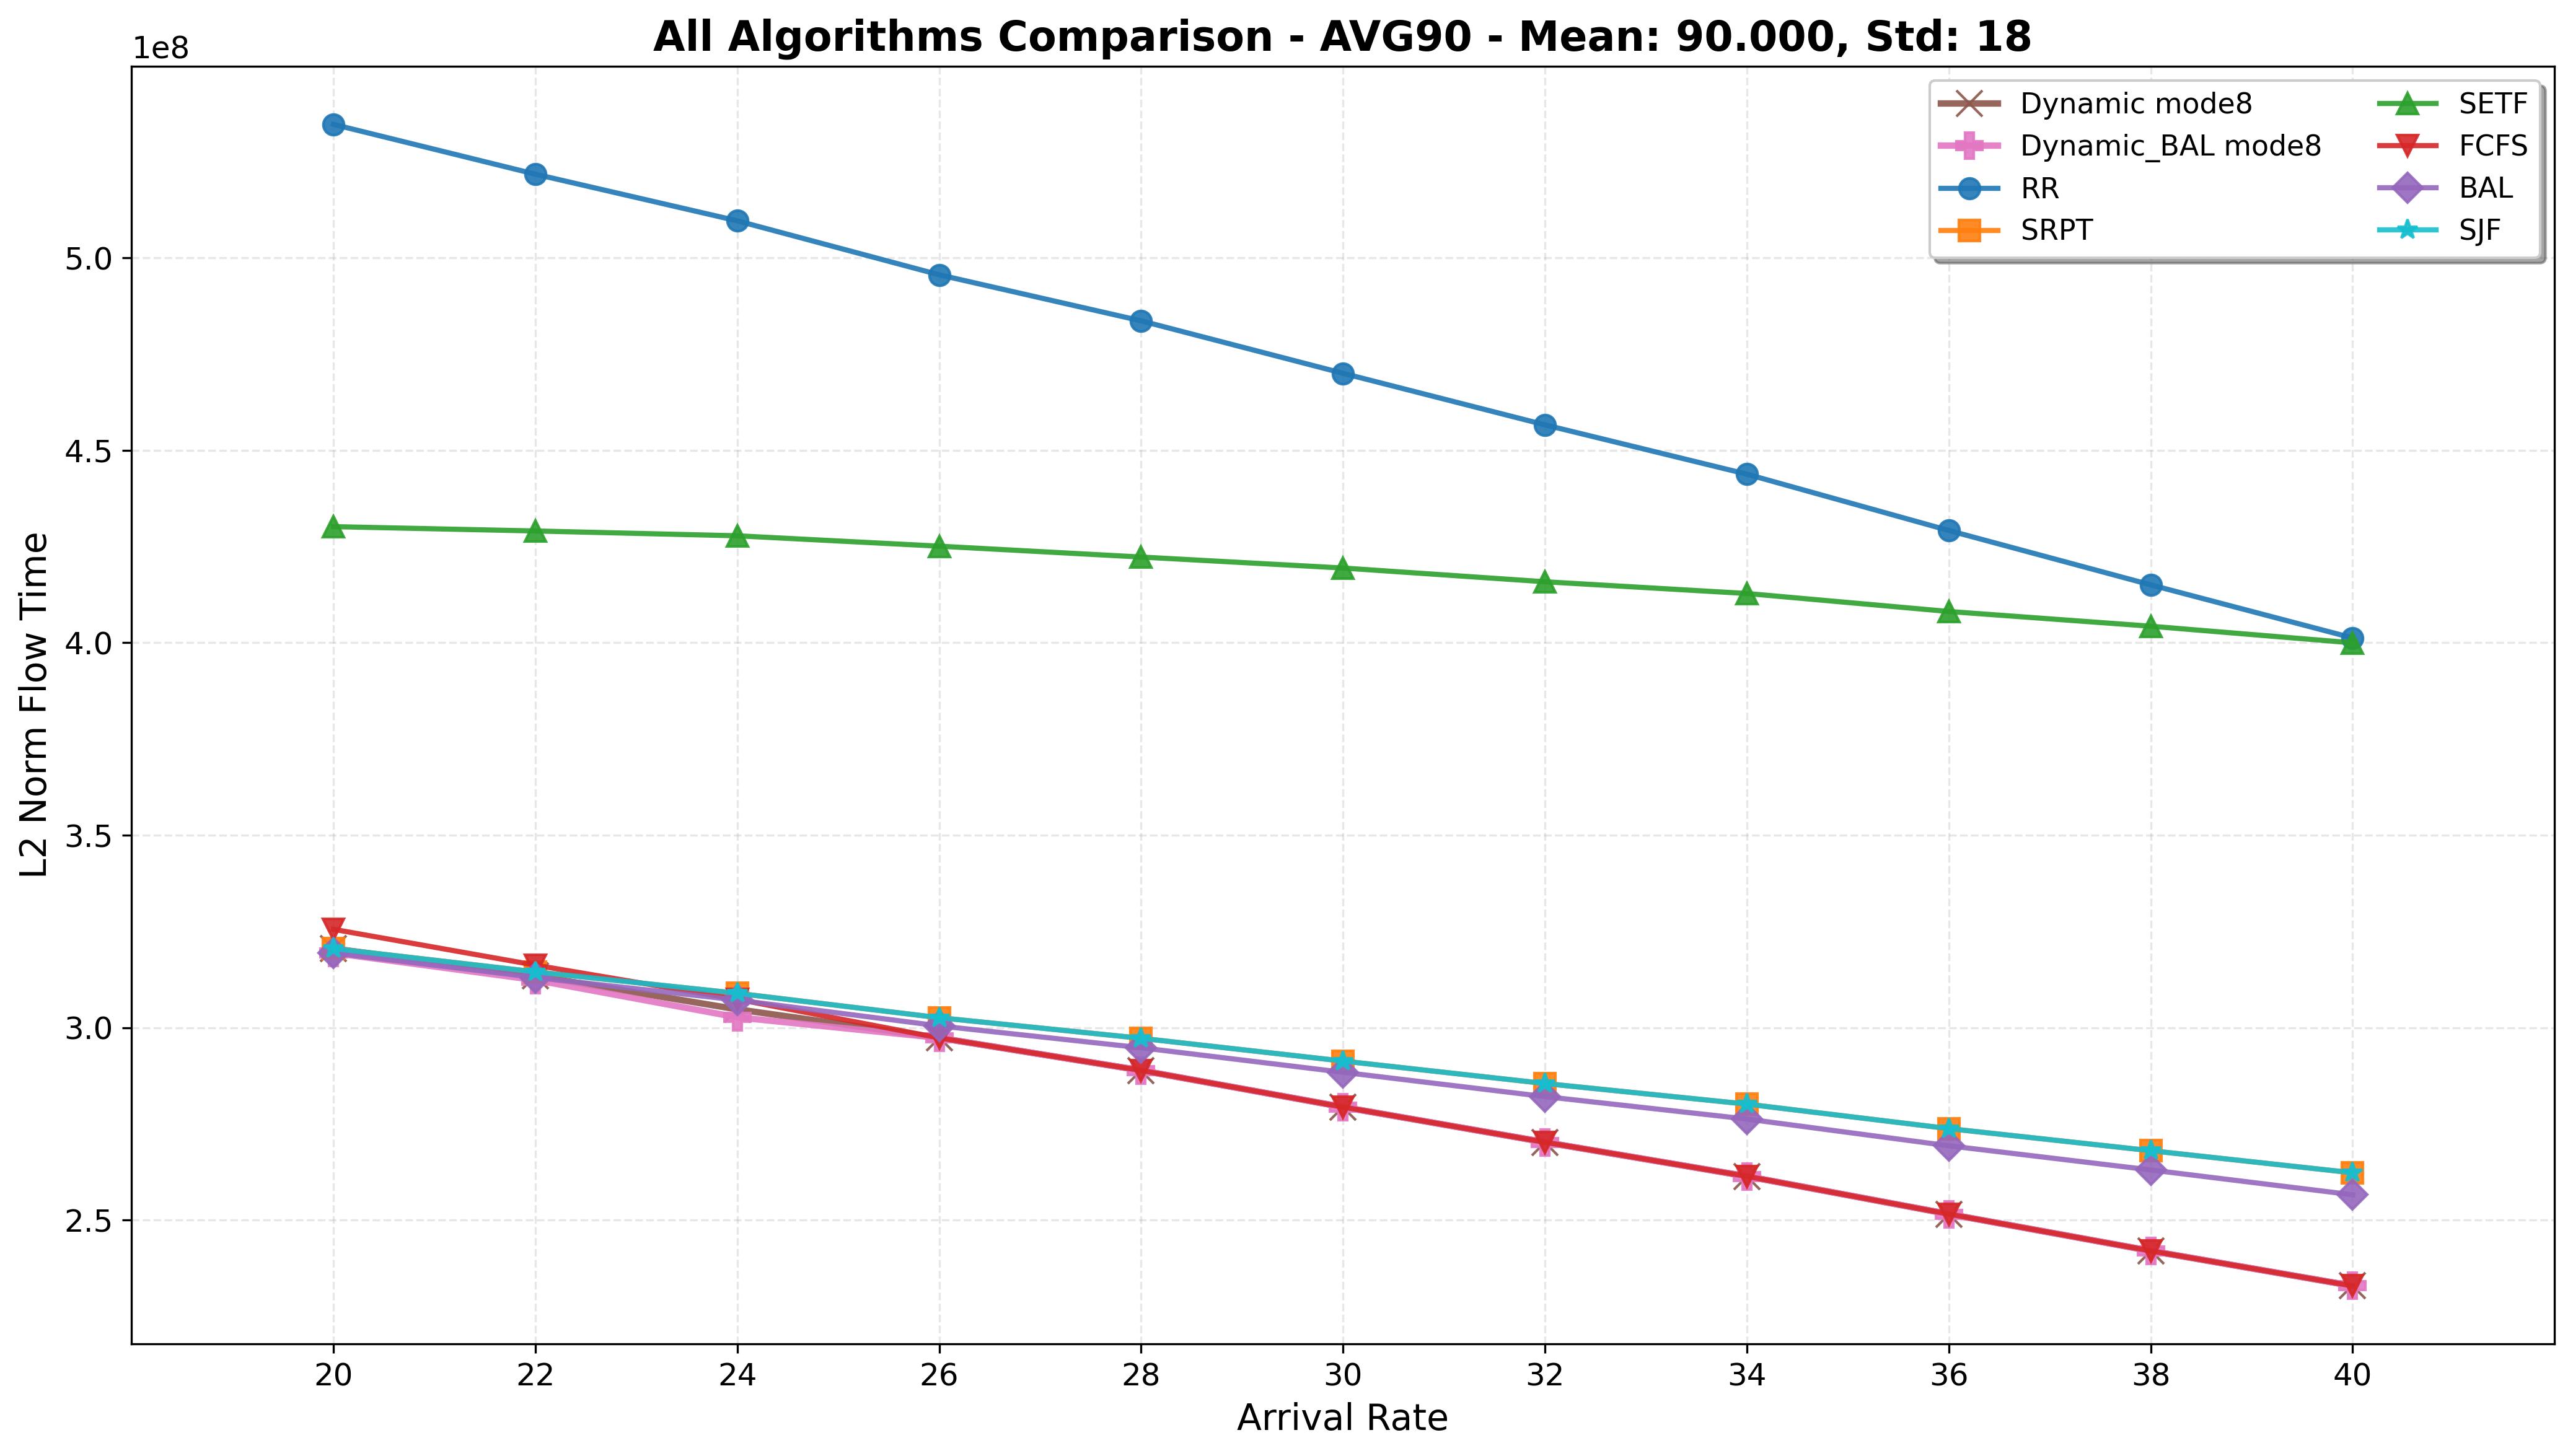 All Algorithms Comparison - AVG90 - Mean: 90.000, Std: 18
1e8
Dynamic mode8
Dynamic_BAL mode8
RR
SRPT
SETF
FCFS
BAL
SJF
L2 Norm Flow Time
5.0
4.5
4.0
3.5
3.0
2.5
20 22 24 26 28 30 32 34 36 38 40
Arrival Rate